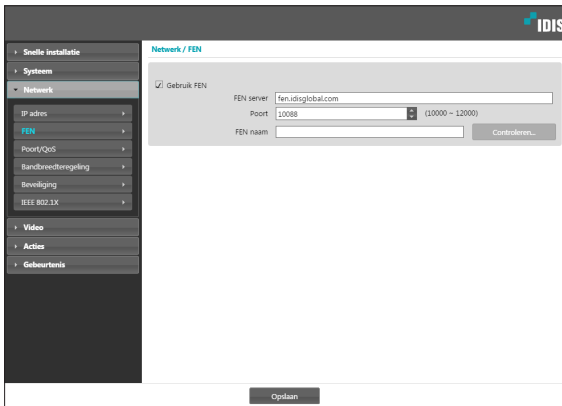 IDIS
Snelle installatie
Systeem
Netwerk
IP adres
FEN
Poort/QoS
Bandbreedteregeling
Beveiliging
IEEE 802.1X
Video
Acties
Gebeurtenis
Netwerk / FEN
Gebruik FEN
FEN server fen.idisglobal.com
Poort 10088 (10000 ~ 12000)
FEN naam Controleren...
Opslaan